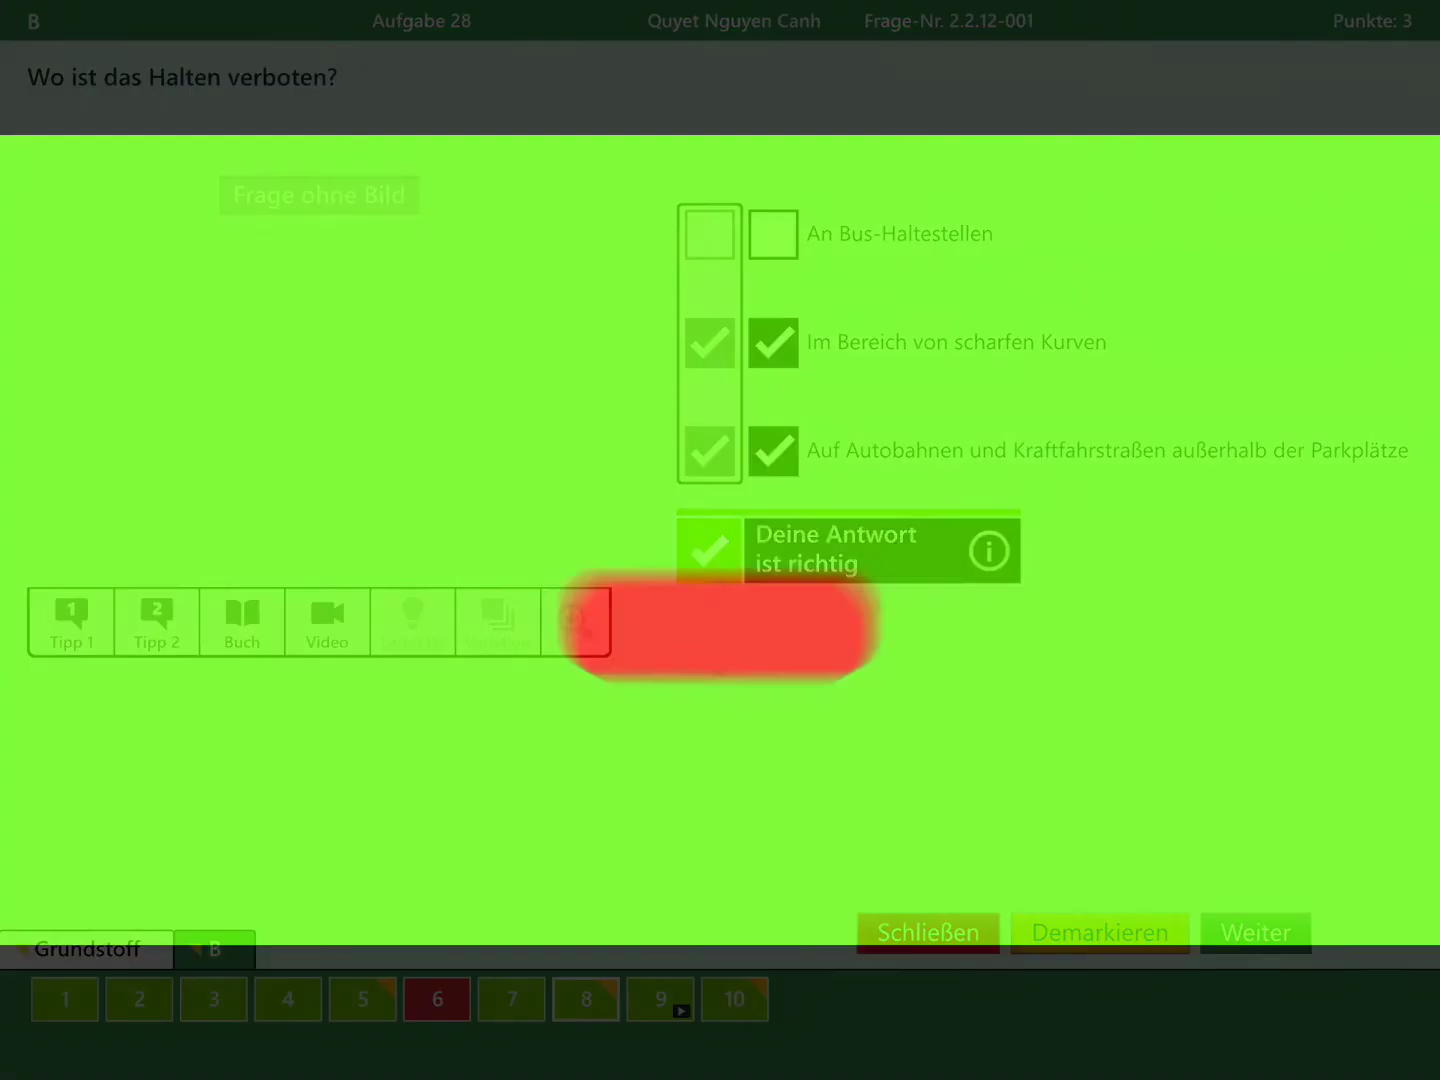 B Aufgabe 28 Quyet Nguyen Canh Frage-Nr. 2.2.12-001 Punkte: 3
Wo ist das Halten verboten?
Frage ohne Bild
An Bus-Haltestellen
Im Bereich von scharfen Kurven
Auf Autobahnen und Kraftfahrstraßen außerhalb der Parkplätze
Deine Antwort
ist richtig
1 2
Tipp 1 Tipp 2 Buch Video
Schließen Demarkieren Weiter
Grundstoff B
1 2 3 4 5 6 7 8 9 10